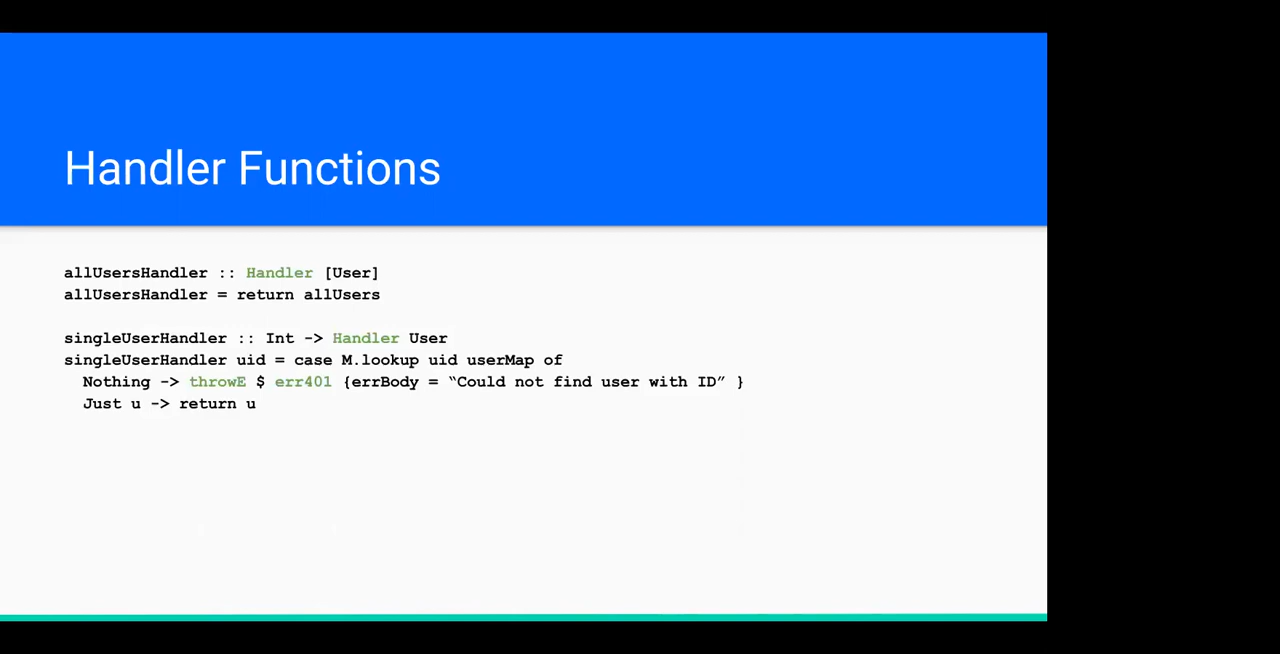 Handler Functions
allUsersHandler :: Handler [User]
allUsersHandler = return allUsers
singleUserHandler :: Int -> Handler User
singleUserHandler uid = case M.lookup uid userMap of
Nothing -> throwE $ err401 {errBody = “Could not find user with ID” }
Just u -> return u